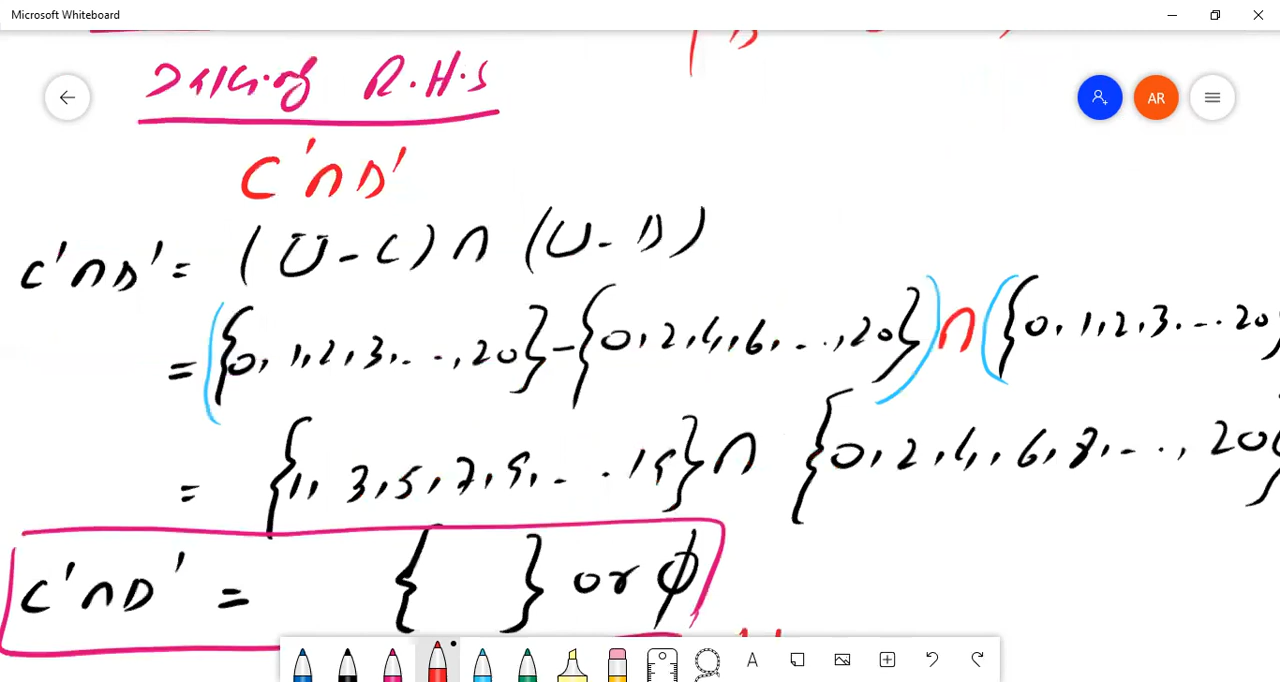 Microsoft Whiteboard
R.H.S
AR
C'∩D'
C'∩D' = (U - C) ∩ (U - D)
= ({0, 1, 2, 3, ..., 20} - {0, 2, 4, 6, ..., 20}) ∩ ({0, 1, 2, 3, ... 20
= {1, 3, 5, 7, 9, ... 19} ∩ {0, 2, 4, 6, 8, ..., 20}
C'∩D' = { } or ϕ
A